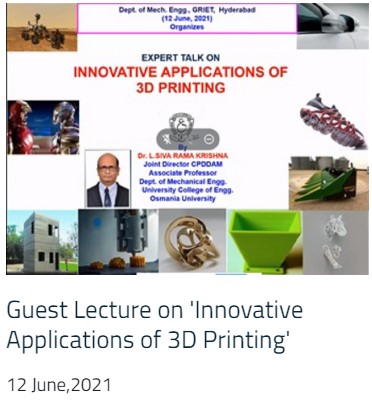 Dept. of Mech. Engg., GRIET, Hyderabad
(12 June, 2021)
Organizes
EXPERT TALK ON
INNOVATIVE APPLICATIONS OF
3D PRINTING
By
Dr. L.SIVA RAMA KRISHNA
Joint Director CPDDAM
Associate Professor
Dept. of Mechanical Engg.
University College of Engg.
Osmania University
Guest Lecture on 'Innovative
Applications of 3D Printing'
12 June,2021